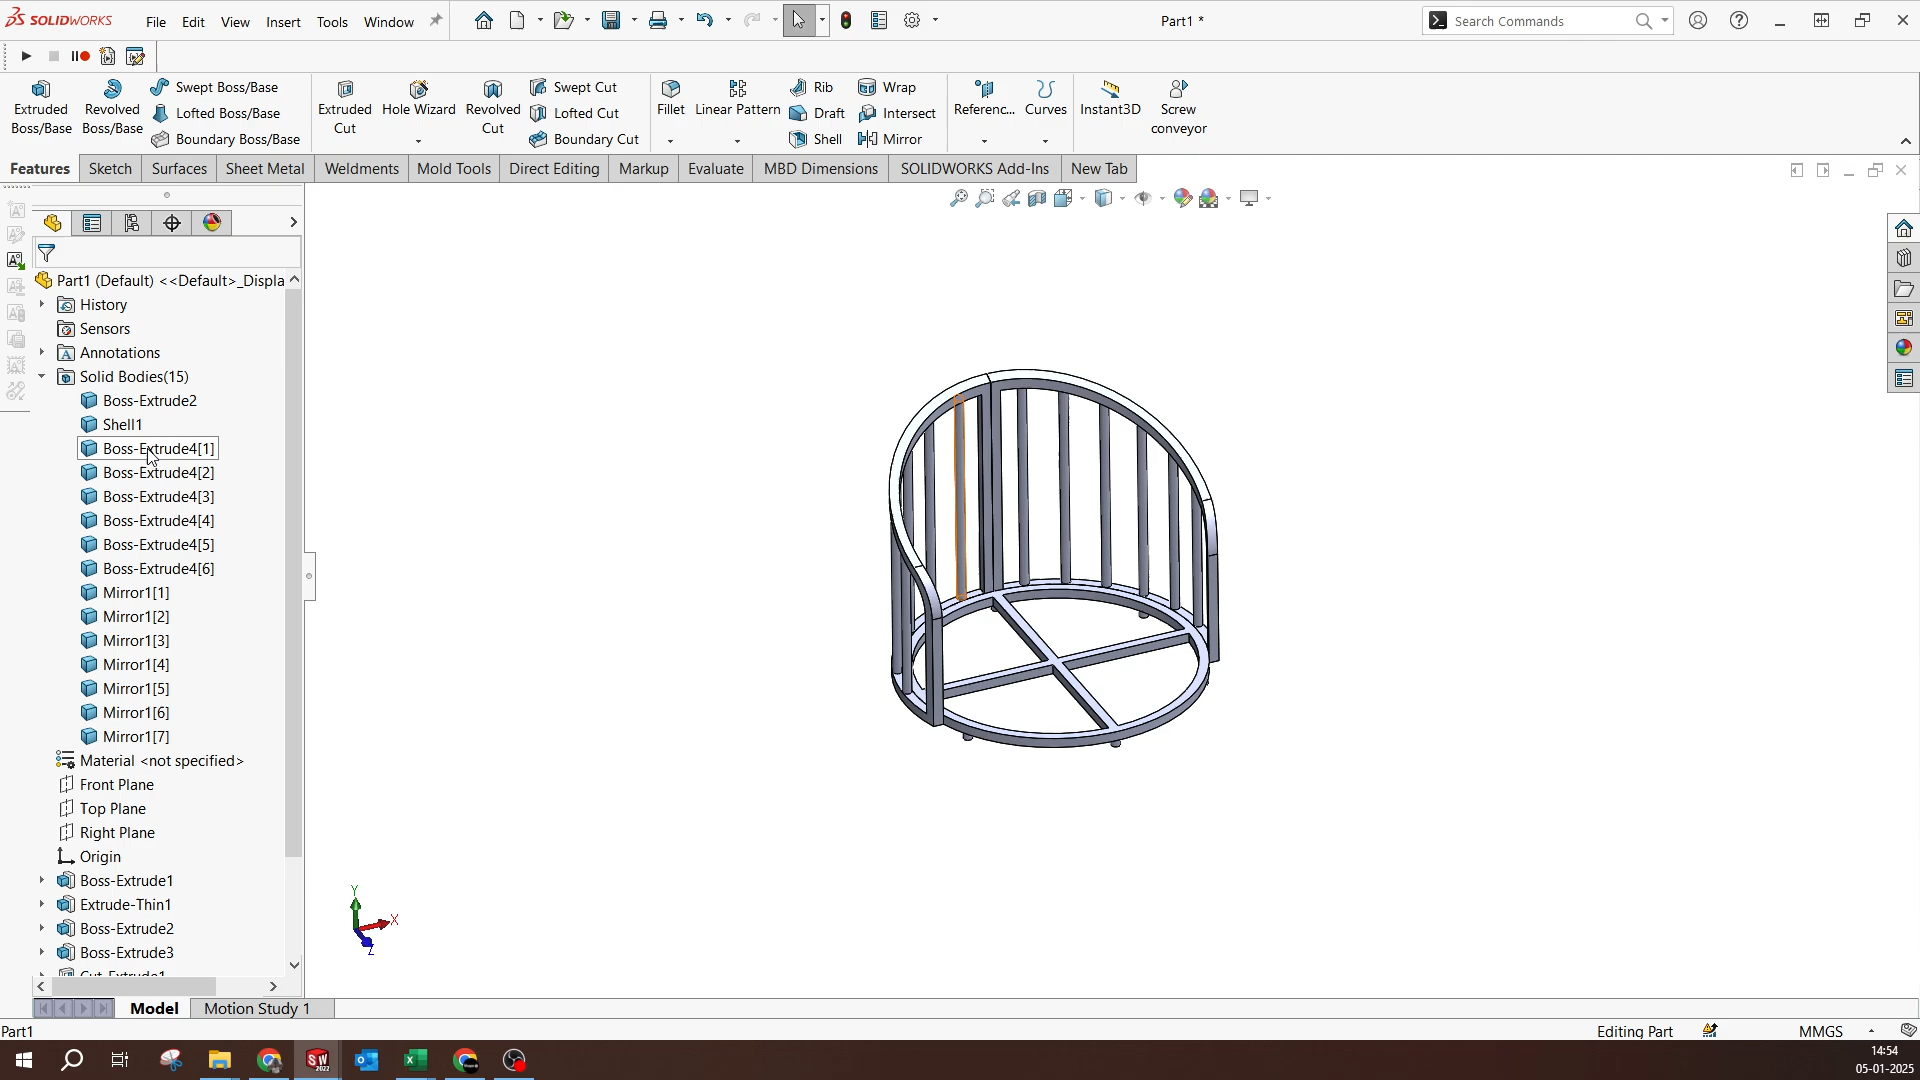 SOLIDWORKS
File Edit View Insert Tools Window
Part1 *
Search Commands
Extruded Boss/Base
Revolved Boss/Base
Swept Boss/Base
Lofted Boss/Base
Boundary Boss/Base
Extruded Cut
Hole Wizard
Revolved Cut
Swept Cut
Lofted Cut
Boundary Cut
Fillet
Linear Pattern
Rib
Draft
Shell
Wrap
Intersect
Mirror
Referenc...
Curves
Instant3D
Screw conveyor
Features Sketch Surfaces Sheet Metal Weldments Mold Tools Direct Editing Markup Evaluate MBD Dimensions SOLIDWORKS Add-Ins New Tab
Part1 (Default) <<Default>_Displa
History
Sensors
Annotations
Solid Bodies(15)
Boss-Extrude2
Shell1
Boss-Extrude4[1]
Boss-Extrude4[2]
Boss-Extrude4[3]
Boss-Extrude4[4]
Boss-Extrude4[5]
Boss-Extrude4[6]
Mirror1[1]
Mirror1[2]
Mirror1[3]
Mirror1[4]
Mirror1[5]
Mirror1[6]
Mirror1[7]
Material <not specified>
Front Plane
Top Plane
Right Plane
Origin
Boss-Extrude1
Extrude-Thin1
Boss-Extrude2
Boss-Extrude3
Y
X
Z
Model Motion Study 1
Part1
Editing Part
MMGS
SW
2022
14:54
05-01-2025